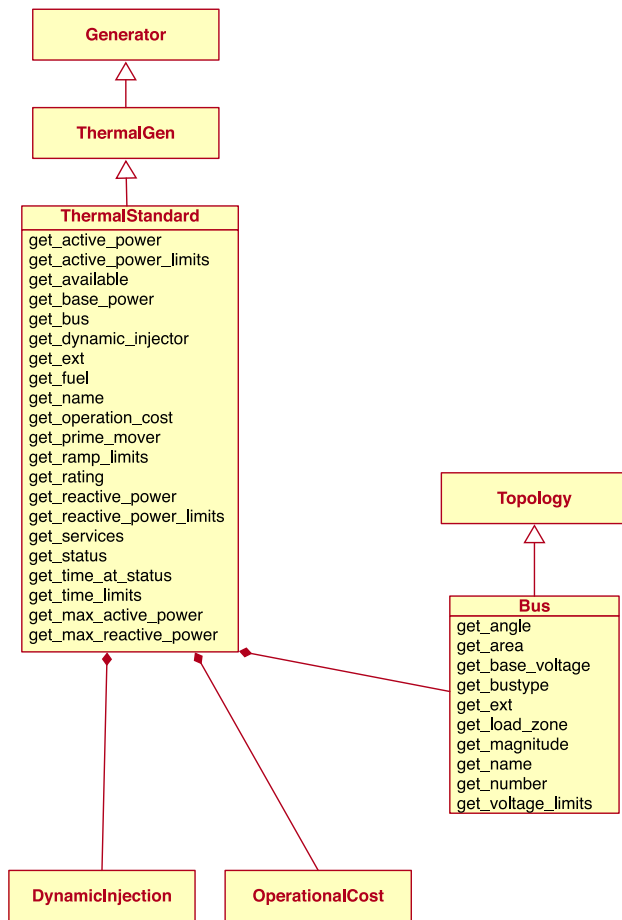 Generator
ThermalGen
ThermalStandard
get_active_power
get_active_power_limits
get_available
get_base_power
get_bus
get_dynamic_injector
get_ext
get_fuel
get_name
get_operation_cost
get_prime_mover
get_ramp_limits
get_rating
get_reactive_power
get_reactive_power_limits
get_services
get_status
get_time_at_status
get_time_limits
get_max_active_power
get_max_reactive_power
Topology
Bus
get_angle
get_area
get_base_voltage
get_bustype
get_ext
get_load_zone
get_magnitude
get_name
get_number
get_voltage_limits
DynamicInjection
OperationalCost